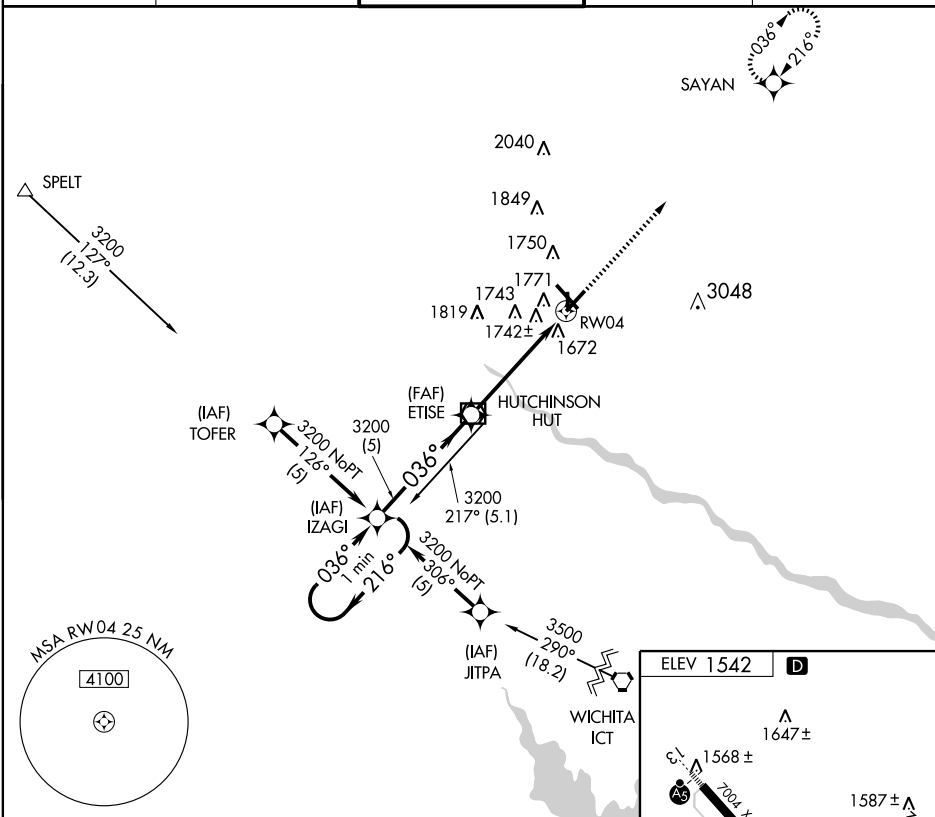 036°
216°
SAYAN
2040
SPELT
1849
3200
127°
(12.3)
1750
1771
3048
1743
1819
1742±
RW04
1672
(FAF)
ETISE
HUTCHINSON
HUT
(IAF)
TOFER
3200
(5)
3200 NoPT
126°
(5)
036°
3200
217° (5.1)
(IAF)
IZAGI
036°
1 min
216°
3200 NoPT
306°
(5)
(IAF)
JITPA
3500
290°
(18.2)
WICHITA
ICT
MSA RW04 25 NM
4100
ELEV 1542
D
1647±
13
1568±
A5
7004 X
1587±